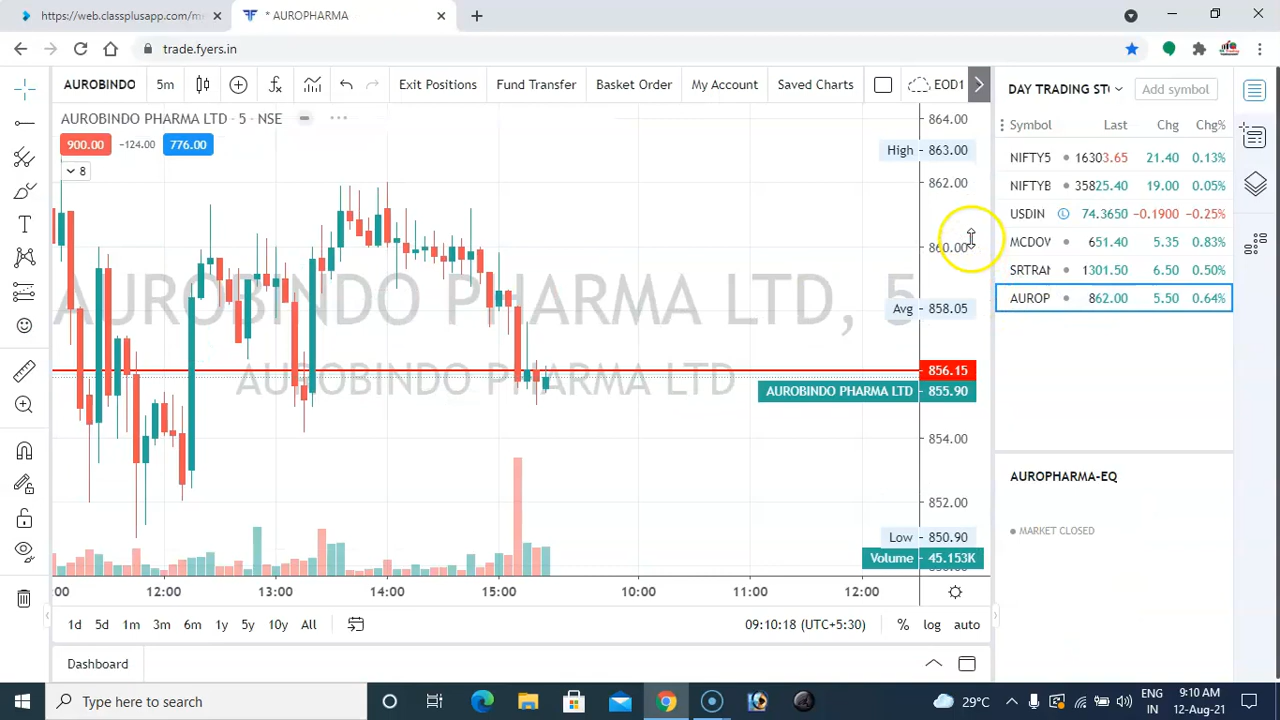 https://web.classplusapp.com/m
* AUROPHARMA
trade.fyers.in
AUROBINDO
5m
Exit Positions
Fund Transfer
Basket Order
My Account
Saved Charts
EOD1
DAY TRADING ST
Add symbol
AUROBINDO PHARMA LTD · 5 · NSE
900.00 −124.00 776.00
8
Symbol Last Chg Chg%
NIFTY5 16303.65 21.40 0.13%
NIFTYB 35825.40 19.00 0.05%
USDIN L 74.3650 −0.1900 −0.25%
MCDOW 651.40 5.35 0.83%
SRTRAN 1301.50 6.50 0.50%
AUROP 862.00 5.50 0.64%
864.00
High 863.00
862.00
860.00
Avg 858.05
856.15
AUROBINDO PHARMA LTD 855.90
854.00
852.00
Low 850.90
Volume 45.153K
AUROBINDO PHARMA LTD, 5
AUROBINDO PHARMA LTD
AUROPHARMA-EQ
MARKET CLOSED
:00 12:00 13:00 14:00 15:00 10:00 11:00 12:00
1d 5d 1m 3m 6m 1y 5y 10y All
09:10:18 (UTC+5:30)
% log auto
Dashboard
Type here to search
29°C
ENG
IN
9:10 AM
12-Aug-21